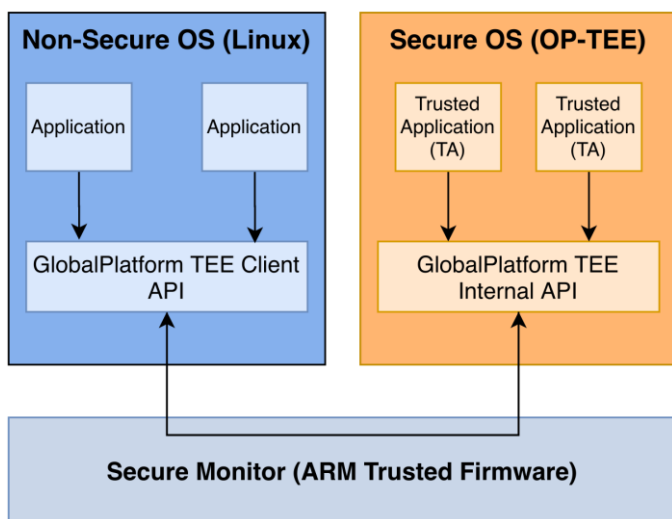 Non-Secure OS (Linux)
Application
Application
GlobalPlatform TEE Client
API
Secure OS (OP-TEE)
Trusted
Application
(TA)
Trusted
Application
(TA)
GlobalPlatform TEE
Internal API
Secure Monitor (ARM Trusted Firmware)